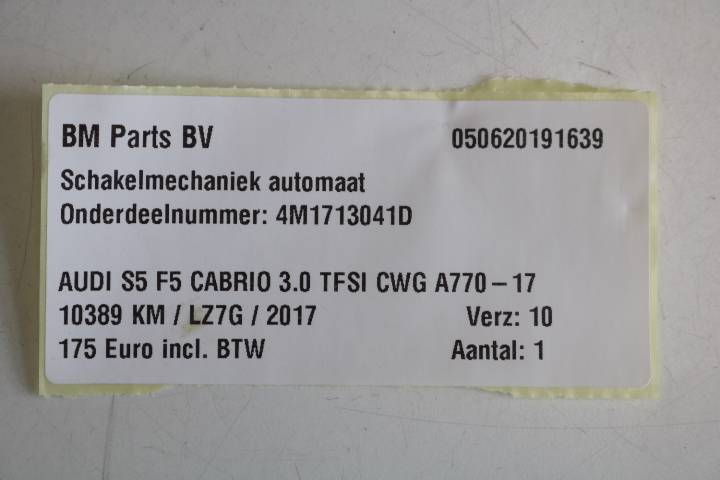 BM Parts BV 050620191639
Schakelmechaniek automaat
Onderdeelnummer: 4M1713041D
AUDI S5 F5 CABRIO 3.0 TFSI CWG A770-17
10389 KM / LZ7G / 2017 Verz: 10
175 Euro incl. BTW Aantal: 1